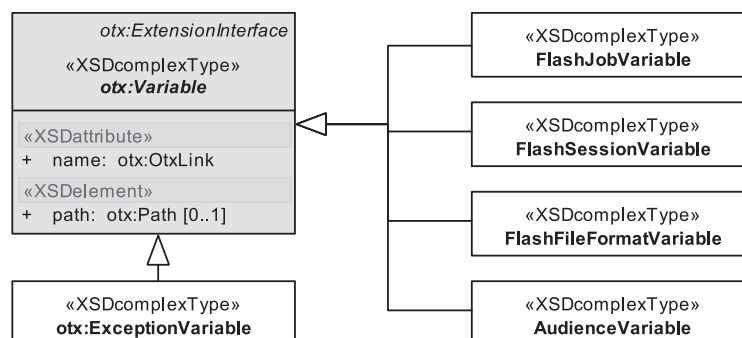 otx:ExtensionInterface
«XSDcomplexType»
otx:Variable
«XSDattribute»
+ name: otx:OtxLink
«XSDelement»
+ path: otx:Path [0..1]
«XSDcomplexType»
otx:ExceptionVariable
«XSDcomplexType»
FlashJobVariable
«XSDcomplexType»
FlashSessionVariable
«XSDcomplexType»
FlashFileFormatVariable
«XSDcomplexType»
AudienceVariable